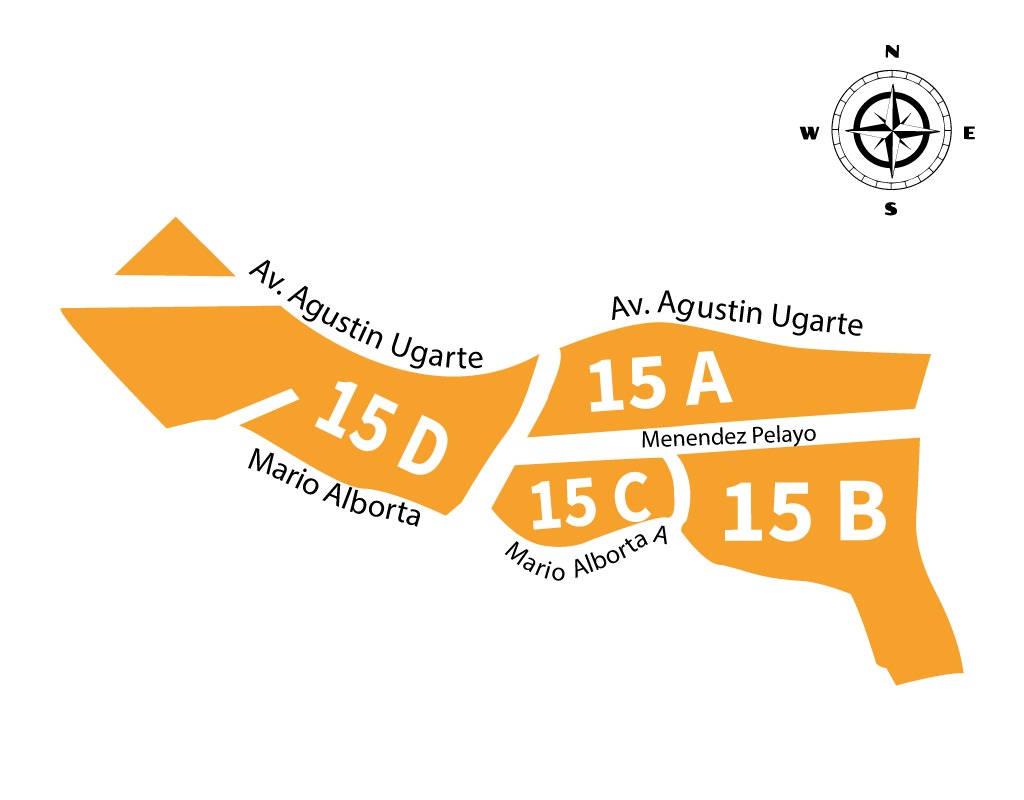 N
W
E
S
Av. Agustin Ugarte
Av. Agustin Ugarte
15 A
15 D
Menendez Pelayo
Mario Alborta
15 C
15 B
Mario Alborta A